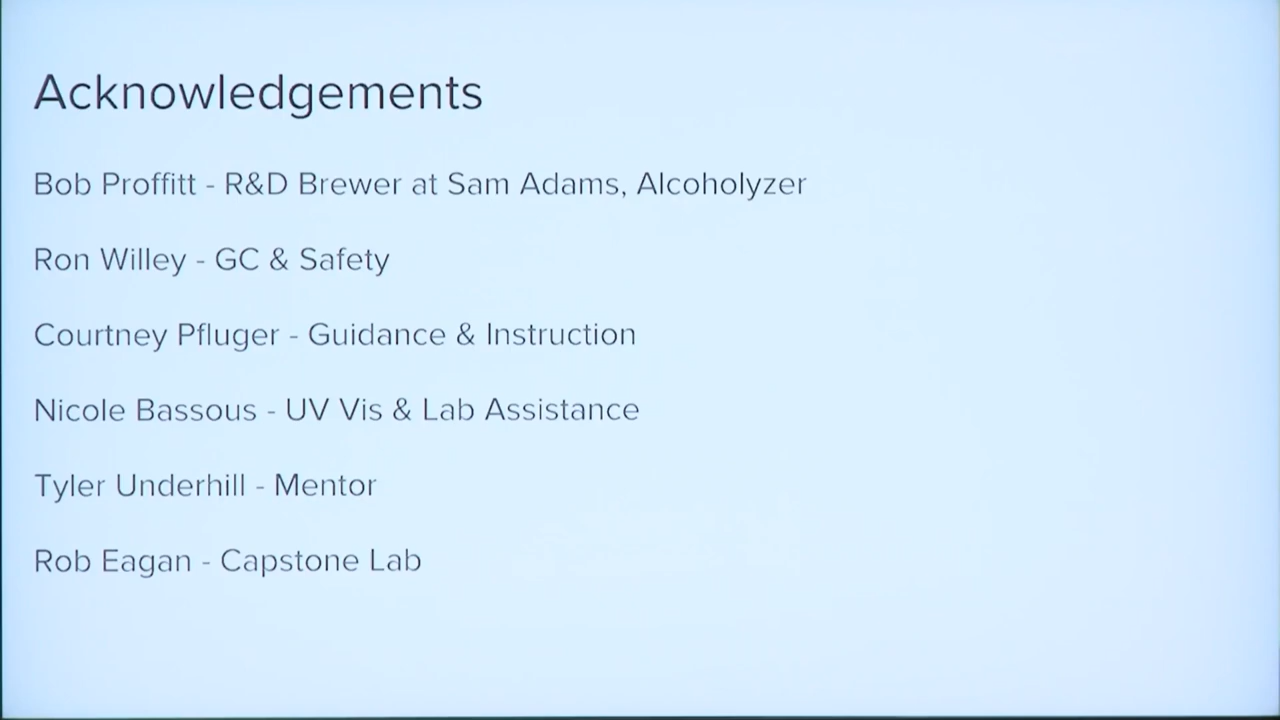 Acknowledgements
Bob Proffitt - R&D Brewer at Sam Adams, Alcoholyzer
Ron Willey - GC & Safety
Courtney Pfluger - Guidance & Instruction
Nicole Bassous - UV Vis & Lab Assistance
Tyler Underhill - Mentor
Rob Eagan - Capstone Lab